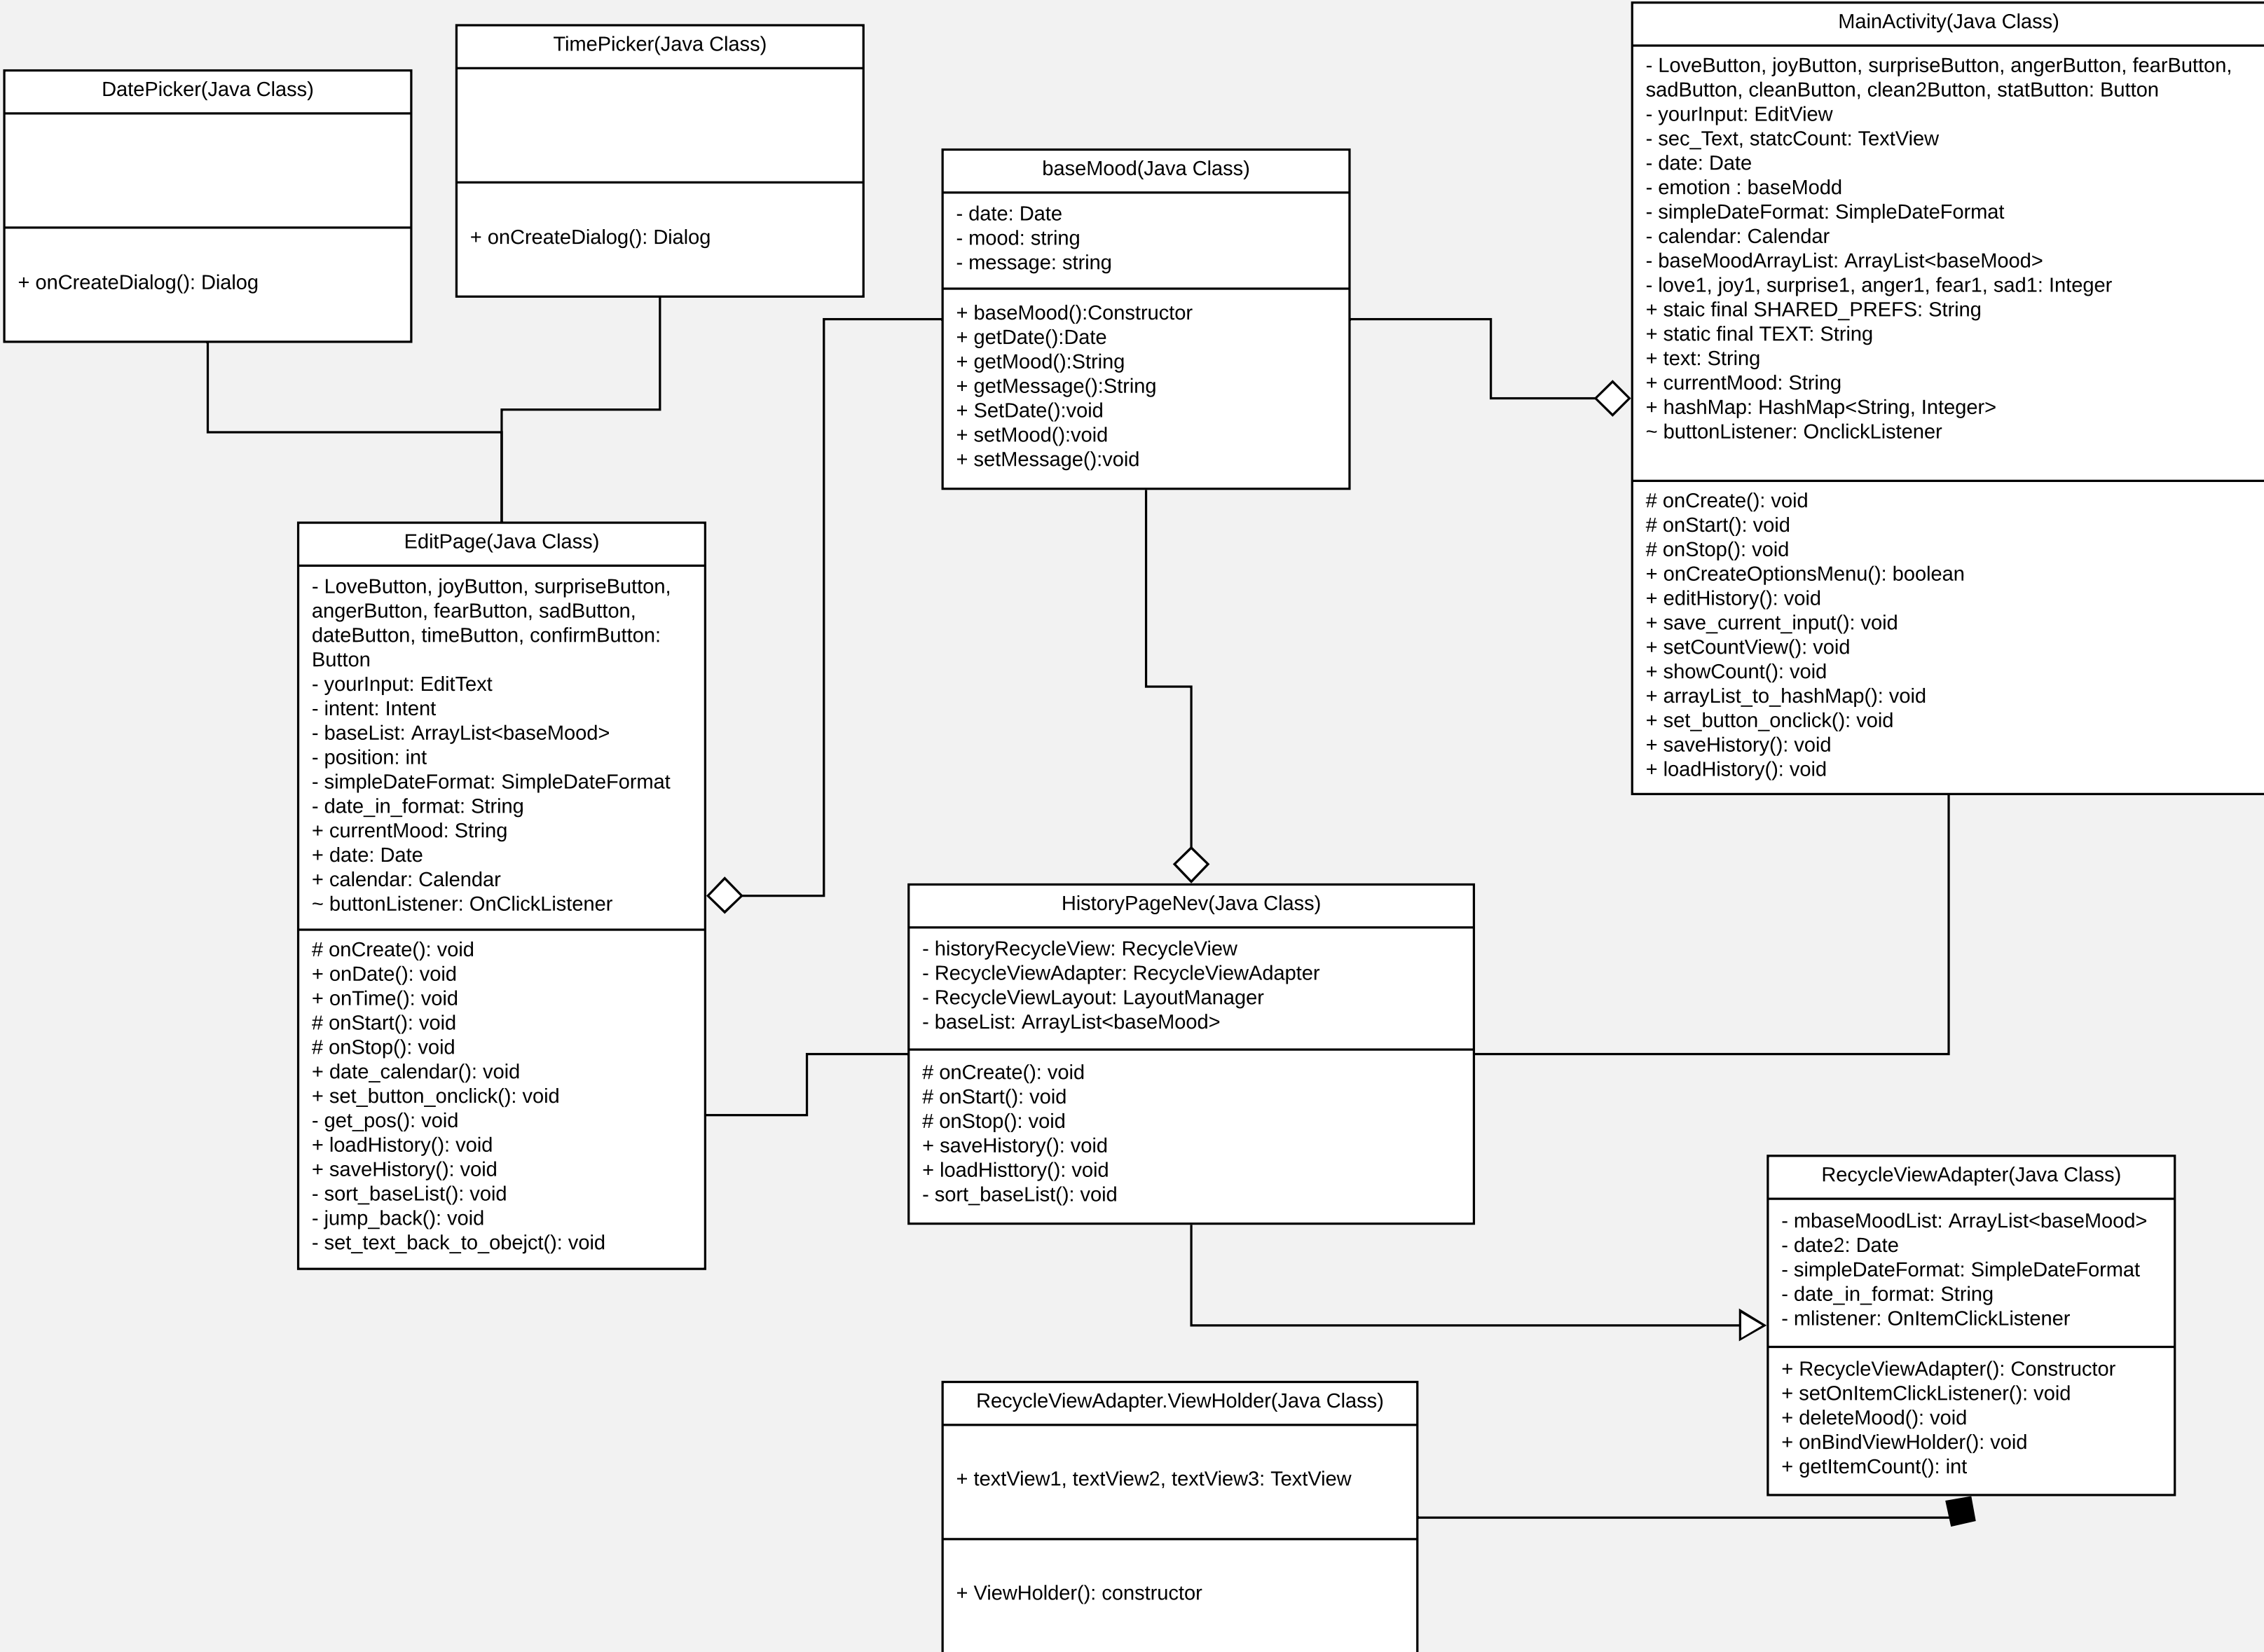 DatePicker(Java Class)
+ onCreateDialog(): Dialog
TimePicker(Java Class)
+ onCreateDialog(): Dialog
baseMood(Java Class)
- date: Date
- mood: string
- message: string
+ baseMood():Constructor
+ getDate():Date
+ getMood():String
+ getMessage():String
+ SetDate():void
+ setMood():void
+ setMessage():void
MainActivity(Java Class)
- LoveButton, joyButton, surpriseButton, angerButton, fearButton,
sadButton, cleanButton, clean2Button, statButton: Button
- yourInput: EditView
- sec_Text, statcCount: TextView
- date: Date
- emotion : baseModd
- simpleDateFormat: SimpleDateFormat
- calendar: Calendar
- baseMoodArrayList: ArrayList<baseMood>
- love1, joy1, surprise1, anger1, fear1, sad1: Integer
+ staic final SHARED_PREFS: String
+ static final TEXT: String
+ text: String
+ currentMood: String
+ hashMap: HashMap<String, Integer>
~ buttonListener: OnclickListener
# onCreate(): void
# onStart(): void
# onStop(): void
+ onCreateOptionsMenu(): boolean
+ editHistory(): void
+ save_current_input(): void
+ setCountView(): void
+ showCount(): void
+ arrayList_to_hashMap(): void
+ set_button_onclick(): void
+ saveHistory(): void
+ loadHistory(): void
EditPage(Java Class)
- LoveButton, joyButton, surpriseButton,
angerButton, fearButton, sadButton,
dateButton, timeButton, confirmButton:
Button
- yourInput: EditText
- intent: Intent
- baseList: ArrayList<baseMood>
- position: int
- simpleDateFormat: SimpleDateFormat
- date_in_format: String
+ currentMood: String
+ date: Date
+ calendar: Calendar
~ buttonListener: OnClickListener
# onCreate(): void
+ onDate(): void
+ onTime(): void
# onStart(): void
# onStop(): void
+ date_calendar(): void
+ set_button_onclick(): void
- get_pos(): void
+ loadHistory(): void
+ saveHistory(): void
- sort_baseList(): void
- jump_back(): void
- set_text_back_to_obejct(): void
HistoryPageNev(Java Class)
- historyRecycleView: RecycleView
- RecycleViewAdapter: RecycleViewAdapter
- RecycleViewLayout: LayoutManager
- baseList: ArrayList<baseMood>
# onCreate(): void
# onStart(): void
# onStop(): void
+ saveHistory(): void
+ loadHisttory(): void
- sort_baseList(): void
RecycleViewAdapter(Java Class)
- mbaseMoodList: ArrayList<baseMood>
- date2: Date
- simpleDateFormat: SimpleDateFormat
- date_in_format: String
- mlistener: OnItemClickListener
+ RecycleViewAdapter(): Constructor
+ setOnItemClickListener(): void
+ deleteMood(): void
+ onBindViewHolder(): void
+ getItemCount(): int
RecycleViewAdapter.ViewHolder(Java Class)
+ textView1, textView2, textView3: TextView
+ ViewHolder(): constructor